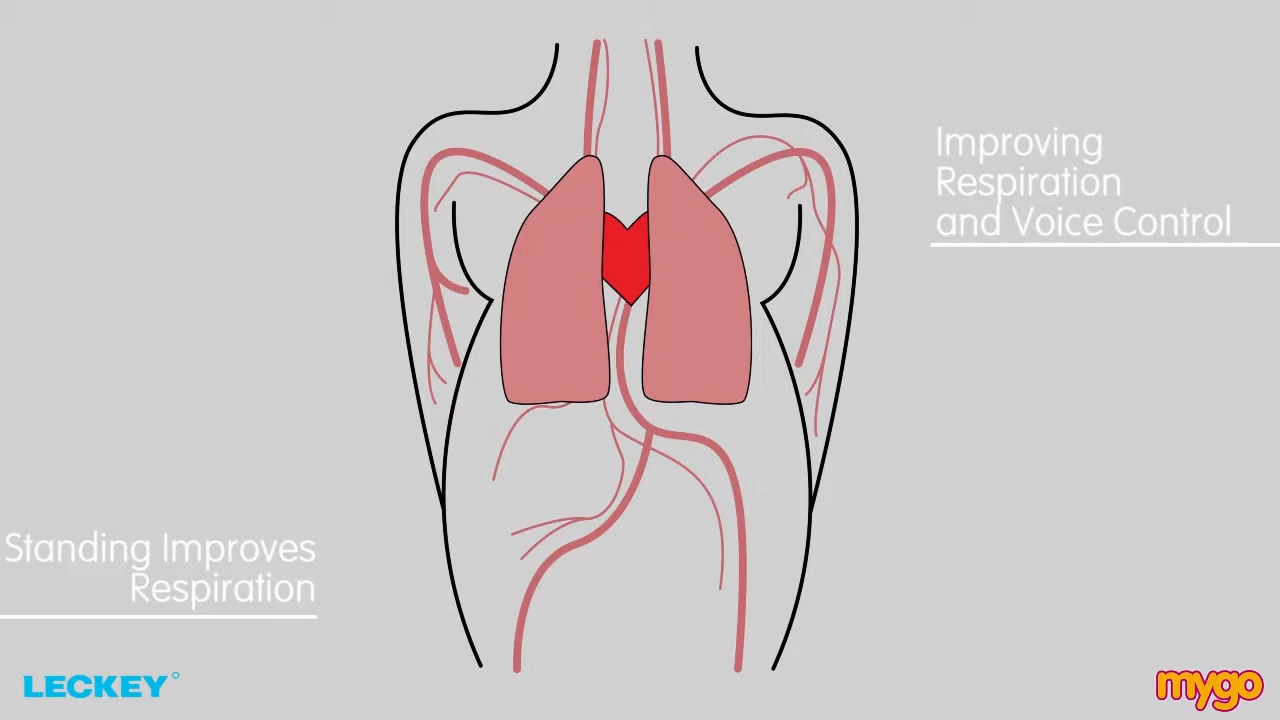 Improving
Respiration
and Voice Control
Standing Improves
Respiration
LECKEY
mygo